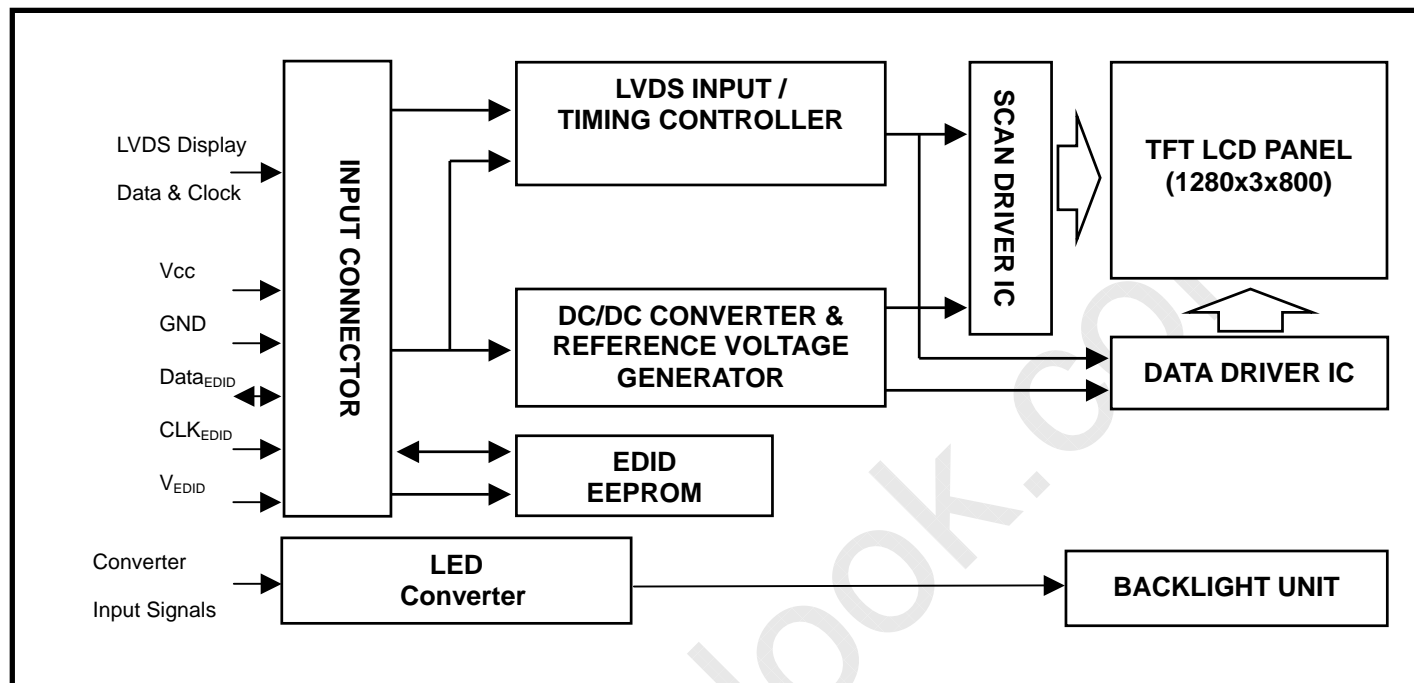 LVDS INPUT /
TIMING CONTROLLER
SCAN DRIVER IC
TFT LCD PANEL
(1280x3x800)
LVDS Display
Data & Clock
INPUT CONNECTOR
Vcc
GND
DataEDID
CLKEDID
VEDID
DC/DC CONVERTER &
REFERENCE VOLTAGE
GENERATOR
DATA DRIVER IC
EDID
EEPROM
Converter
Input Signals
LED
Converter
BACKLIGHT UNIT